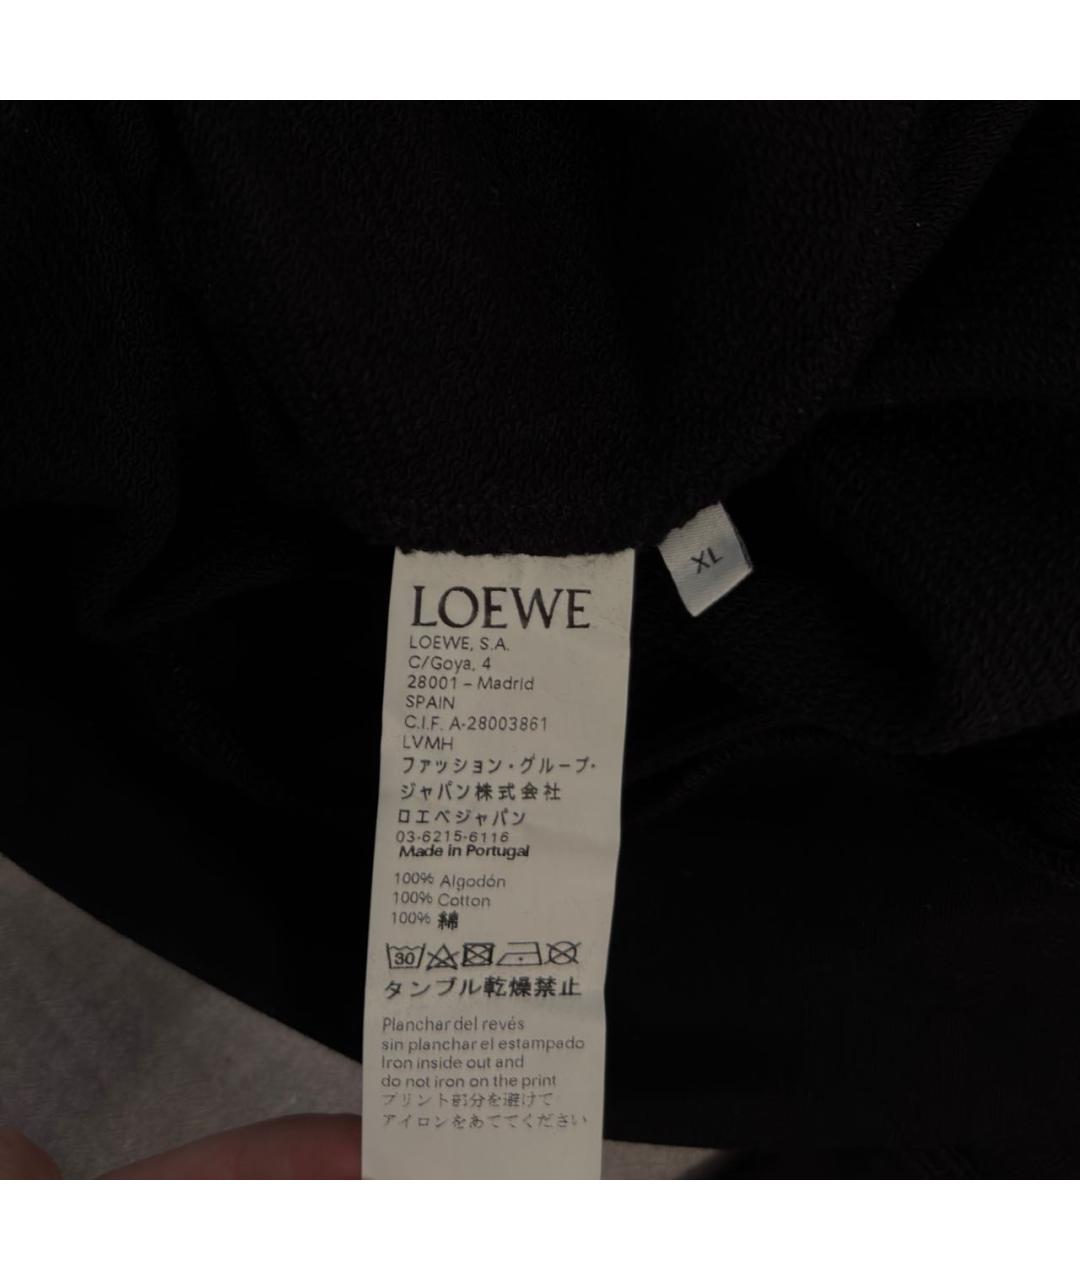 XL
LOEWE
LOEWE, S.A.
C/Goya, 4
28001 – Madrid
SPAIN
C.I.F. A-28003861
LVMH
ファッション・グループ・
ジャパン株式会社
ロエベジャパン
03-6215-6116
Made in Portugal
100% Algodón
100% Cotton
100% 綿
30
タンブル乾燥禁止
Planchar del revés
sin planchar el estampado
Iron inside out and
do not iron on the print
プリント部分を避けて
アイロンをあててください